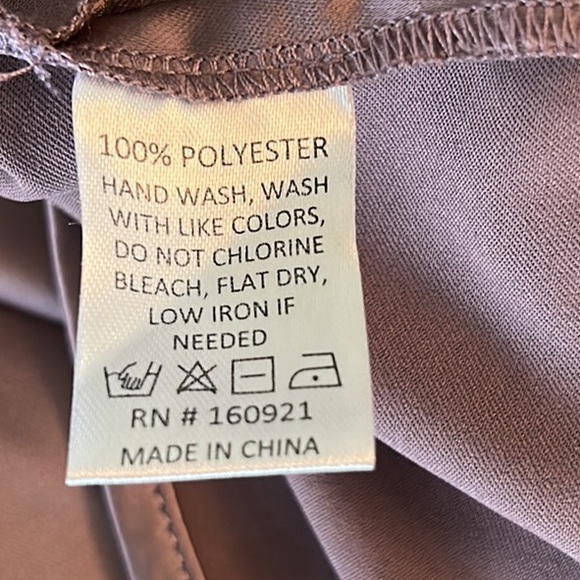 100% POLYESTER
HAND WASH, WASH
WITH LIKE COLORS,
DO NOT CHLORINE
BLEACH, FLAT DRY,
LOW IRON IF
NEEDED
RN # 160921
MADE IN CHINA